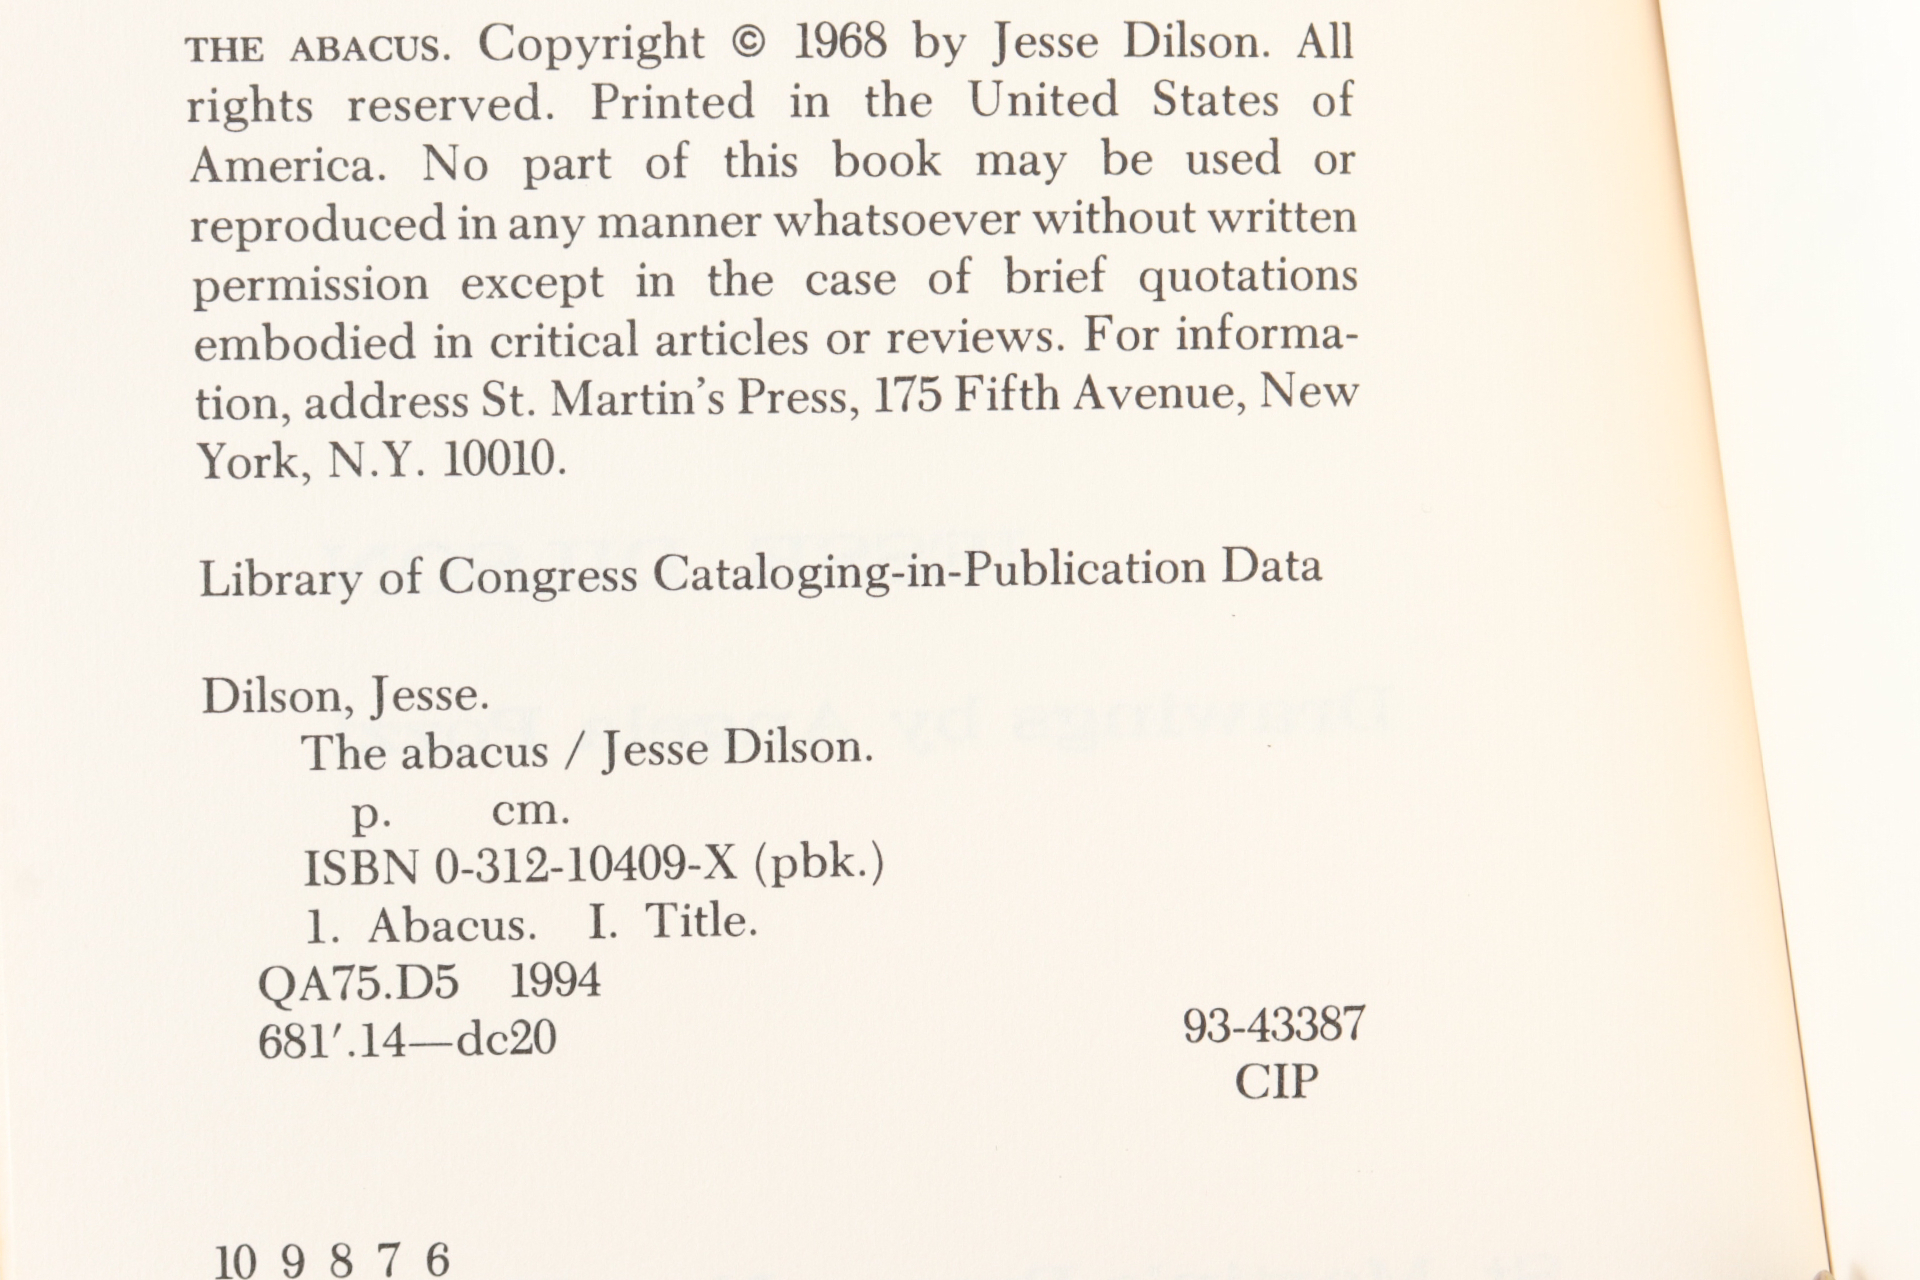 THE ABACUS. Copyright © 1968 by Jesse Dilson. All
rights reserved. Printed in the United States of
America. No part of this book may be used or
reproduced in any manner whatsoever without written
permission except in the case of brief quotations
embodied in critical articles or reviews. For informa-
tion, address St. Martin's Press, 175 Fifth Avenue, New
York, N.Y. 10010.
Library of Congress Cataloging-in-Publication Data
Dilson, Jesse.
The abacus / Jesse Dilson.
p. cm.
ISBN 0-312-10409-X (pbk.)
1. Abacus. I. Title.
QA75.D5 1994
681′.14—dc20
93-43387
CIP
10 9 8 7 6